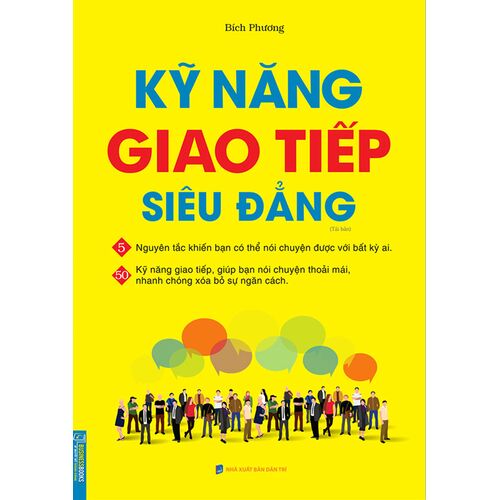 Bích Phương
KỸ NĂNG
GIAO TIẾP
SIÊU ĐẲNG
(Tái bản)
5 Nguyên tắc khiến bạn có thể nói chuyện được với bất kỳ ai.
50 Kỹ năng giao tiếp, giúp bạn nói chuyện thoải mái,
nhanh chóng xóa bỏ sự ngăn cách.
BUSINESSBOOKS
NHÀ XUẤT BẢN DÂN TRÍ